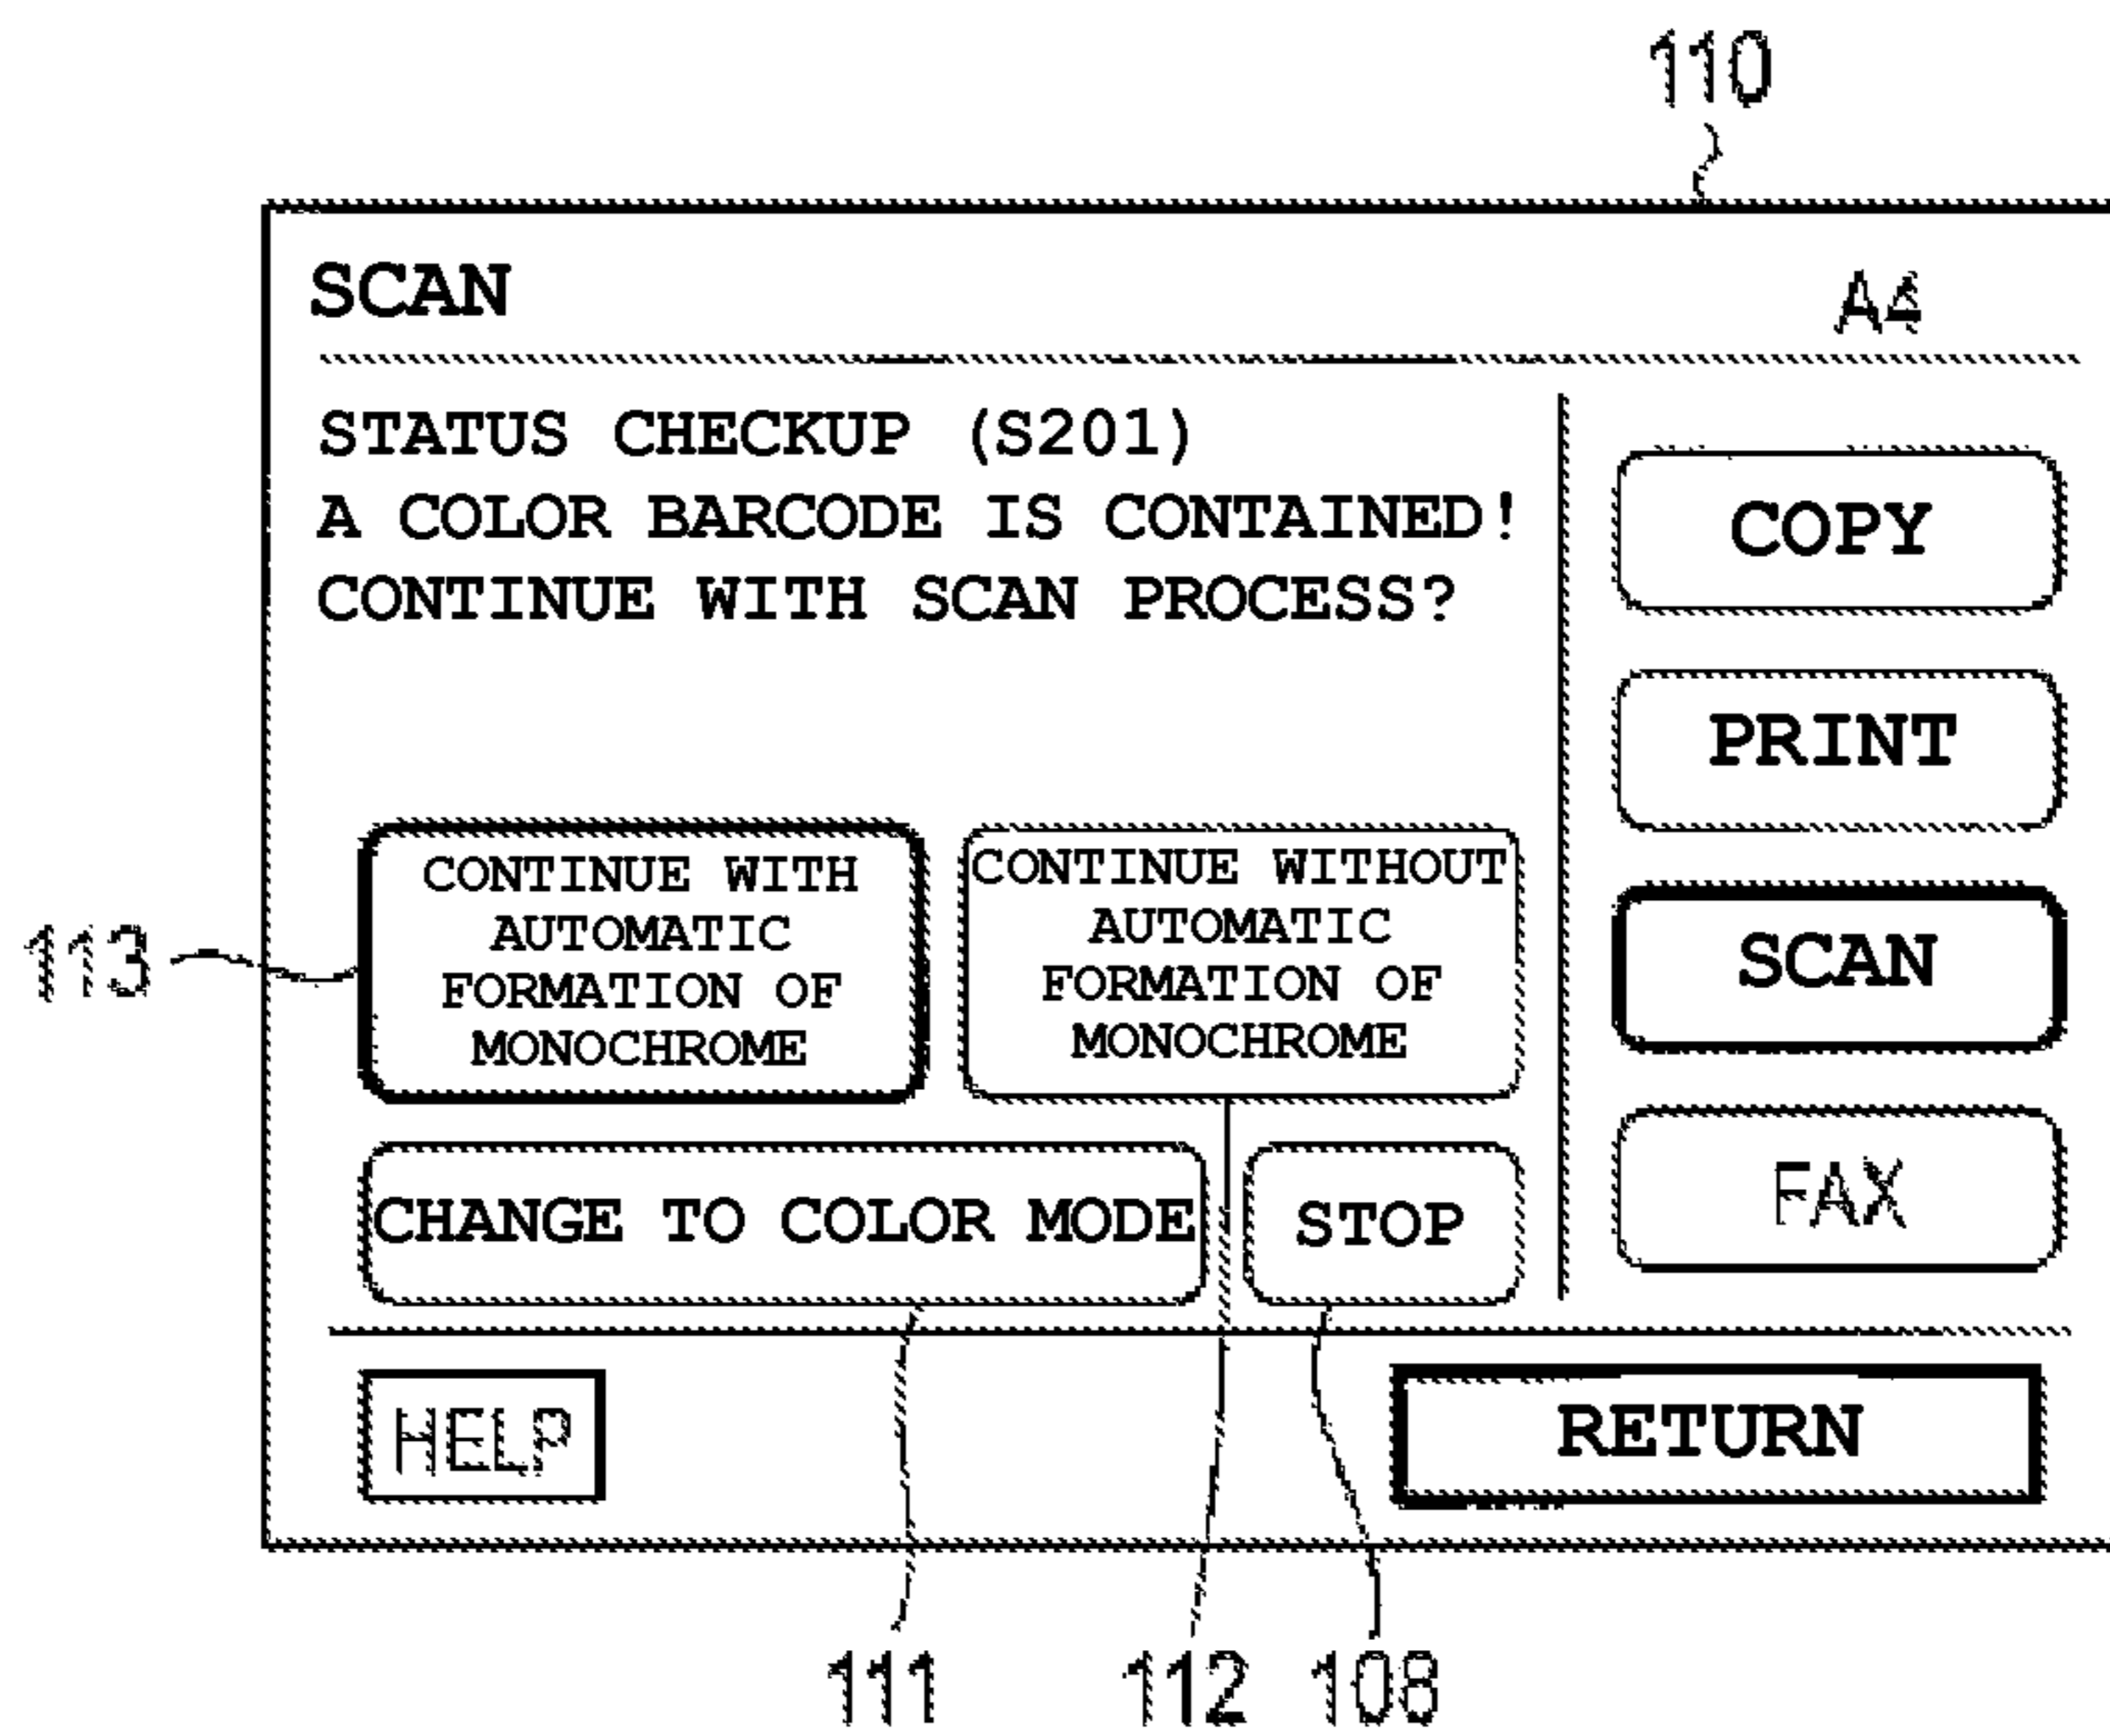 110
SCAN
A4
STATUS CHECKUP (S201)
A COLOR BARCODE IS CONTAINED!
CONTINUE WITH SCAN PROCESS?
COPY
PRINT
SCAN
FAX
113
CONTINUE WITH
AUTOMATIC
FORMATION OF
MONOCHROME
CONTINUE WITHOUT
AUTOMATIC
FORMATION OF
MONOCHROME
CHANGE TO COLOR MODE
STOP
HELP
RETURN
111
112
108